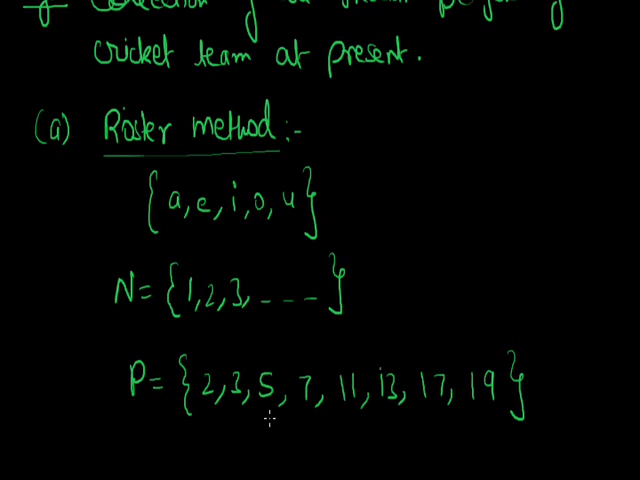 cricket team at present.
(a) Roster method :-
{a, e, i, o, u}
N = {1, 2, 3, - - - }
P = {2, 3, 5, 7, 11, 13, 17, 19}